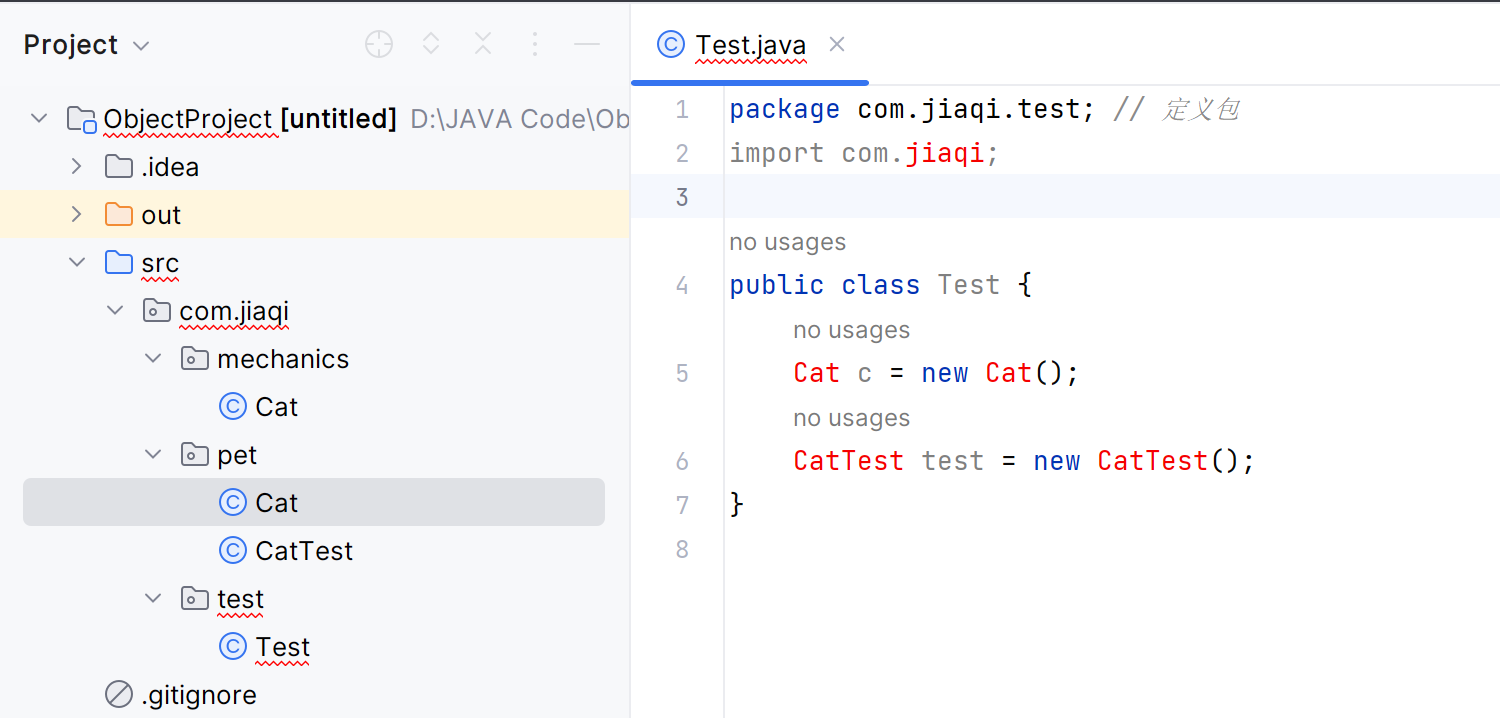 Project
ObjectProject [untitled] D:\JAVA Code\Ob
.idea
out
src
com.jiaqi
mechanics
Cat
pet
Cat
CatTest
test
Test
.gitignore
Test.java
1 package com.jiaqi.test; // 定义包
2 import com.jiaqi;
3
no usages
4 public class Test {
no usages
5 Cat c = new Cat();
no usages
6 CatTest test = new CatTest();
7 }
8